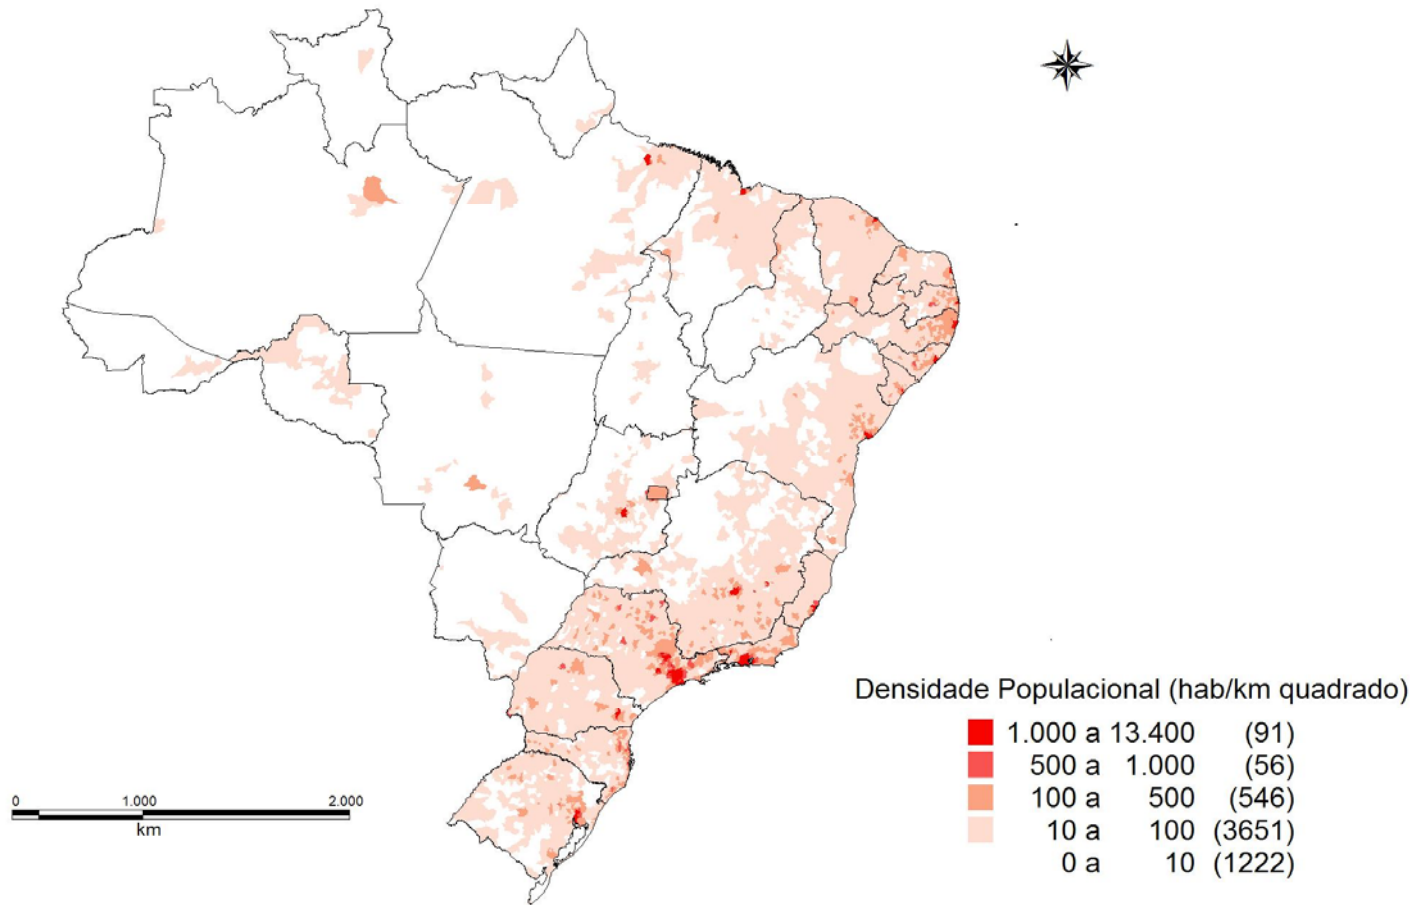 Densidade Populacional (hab/km quadrado)
1.000 a 13.400 (91)
500 a 1.000 (56)
100 a 500 (546)
10 a 100 (3651)
0 a 10 (1222)
0 1.000 2.000
km